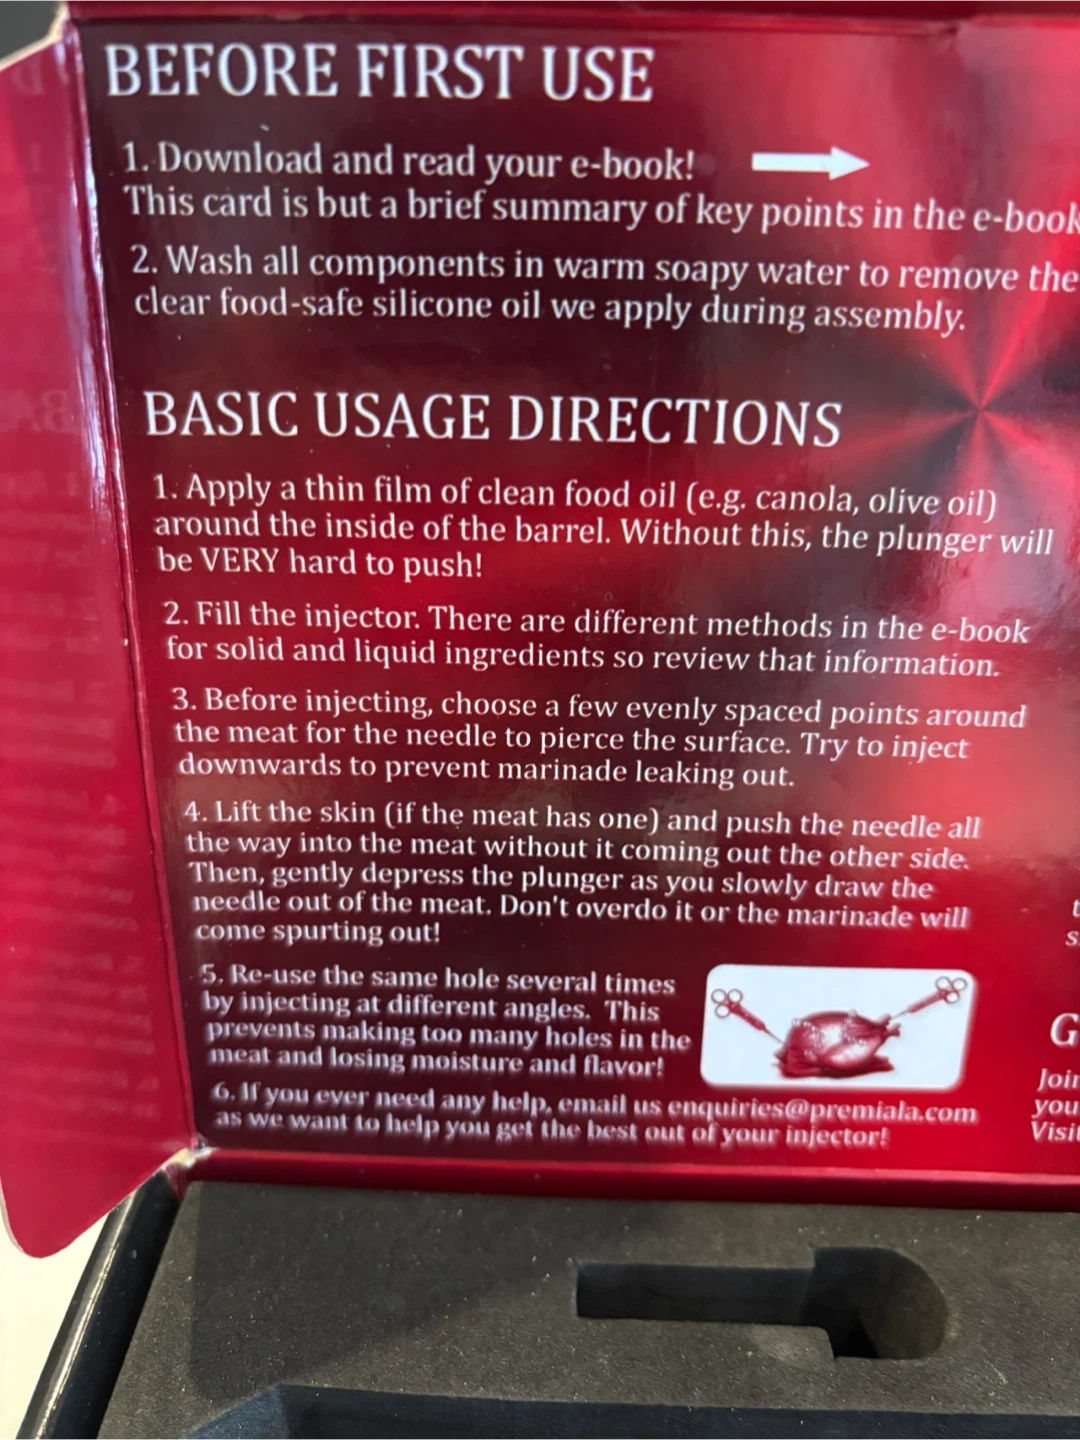 BEFORE FIRST USE
1. Download and read your e-book!
This card is but a brief summary of key points in the e-book
2. Wash all components in warm soapy water to remove the
clear food-safe silicone oil we apply during assembly.
BASIC USAGE DIRECTIONS
1. Apply a thin film of clean food oil (e.g. canola, olive oil)
around the inside of the barrel. Without this, the plunger will
be VERY hard to push!
2. Fill the injector. There are different methods in the e-book
for solid and liquid ingredients so review that information.
3. Before injecting, choose a few evenly spaced points around
the meat for the needle to pierce the surface. Try to inject
downwards to prevent marinade leaking out.
4. Lift the skin (if the meat has one) and push the needle all
the way into the meat without it coming out the other side.
Then, gently depress the plunger as you slowly draw the
needle out of the meat. Don't overdo it or the marinade will
come spurting out!
5. Re-use the same hole several times
by injecting at different angles. This
prevents making too many holes in the
meat and losing moisture and flavor!
6. If you ever need any help, email us enquiries@premiala.com
as we want to help you get the best out of your injector!
G
Join
you
Visit